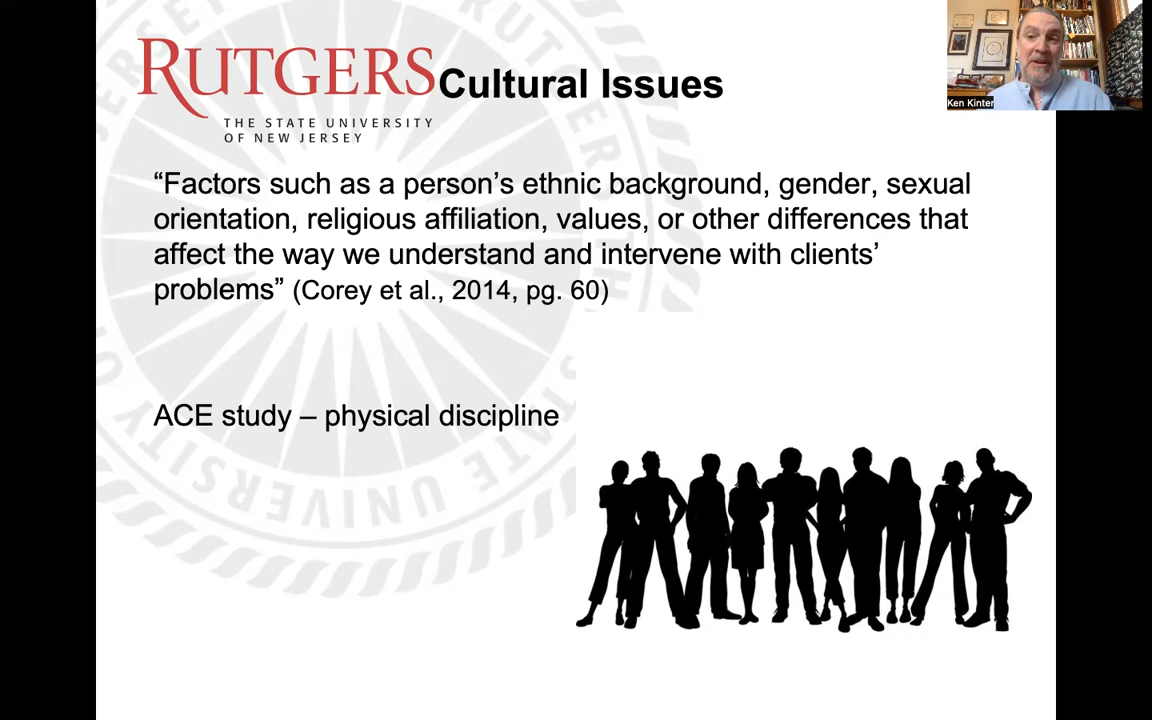 RUTGERS
THE STATE UNIVERSITY
OF NEW JERSEY
Cultural Issues
Ken Kinter
“Factors such as a person’s ethnic background, gender, sexual
orientation, religious affiliation, values, or other differences that
affect the way we understand and intervene with clients’
problems” (Corey et al., 2014, pg. 60)
ACE study – physical discipline